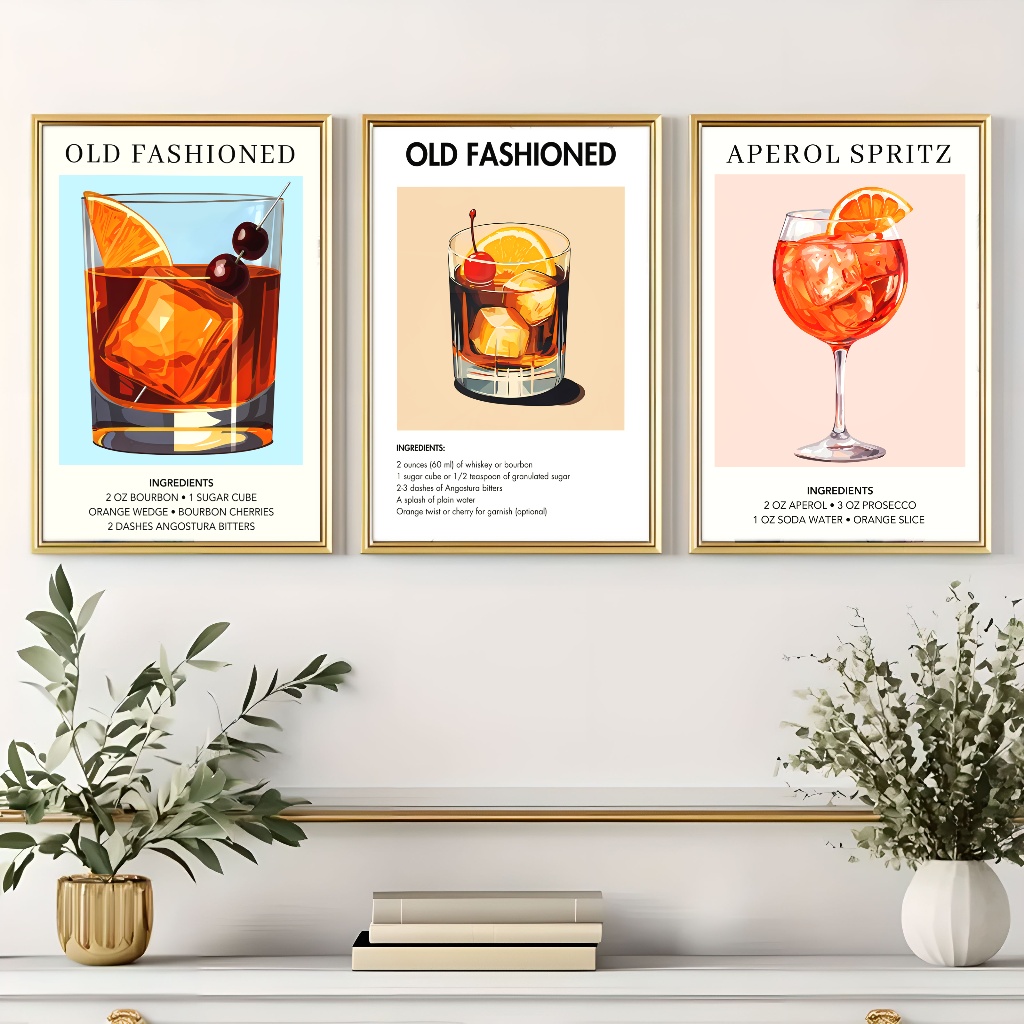 OLD FASHIONED
INGREDIENTS
2 OZ BOURBON • 1 SUGAR CUBE
ORANGE WEDGE • BOURBON CHERRIES
2 DASHES ANGOSTURA BITTERS
OLD FASHIONED
INGREDIENTS:
2 ounces (60 ml) of whiskey or bourbon
1 sugar cube or 1/2 teaspoon of granulated sugar
2-3 dashes of Angostura bitters
A splash of plain water
Orange twist or cherry for garnish (optional)
APEROL SPRITZ
INGREDIENTS
2 OZ APEROL • 3 OZ PROSECCO
1 OZ SODA WATER • ORANGE SLICE